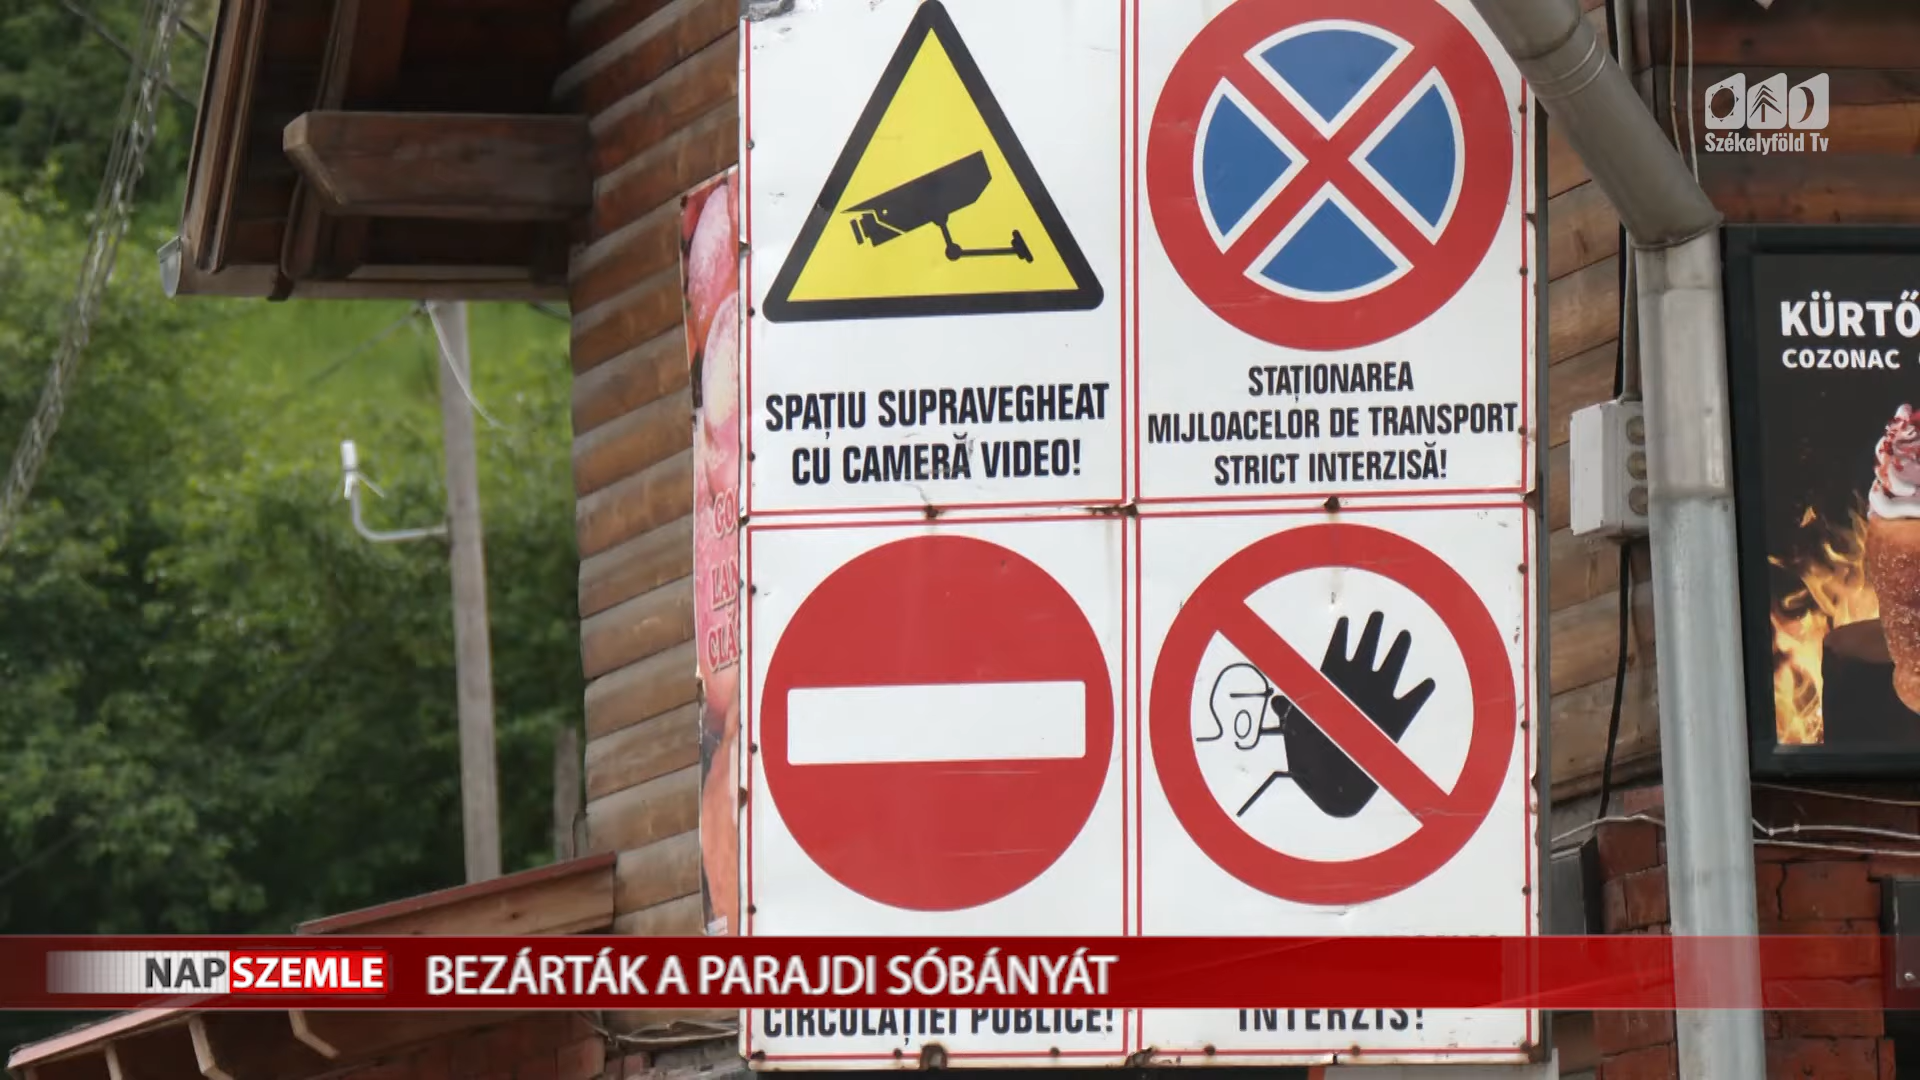 Székelyföld Tv
SPAȚIU SUPRAVEGHEAT
CU CAMERĂ VIDEO!
STAȚIONAREA
MIJLOACELOR DE TRANSPORT
STRICT INTERZISĂ!
KÜRTŐ
COZONAC
NAPSZEMLE
BEZÁRTÁK A PARAJDI SÓBÁNYÁT
CIRCULAȚIEI PUBLICE!
INTERZIS!